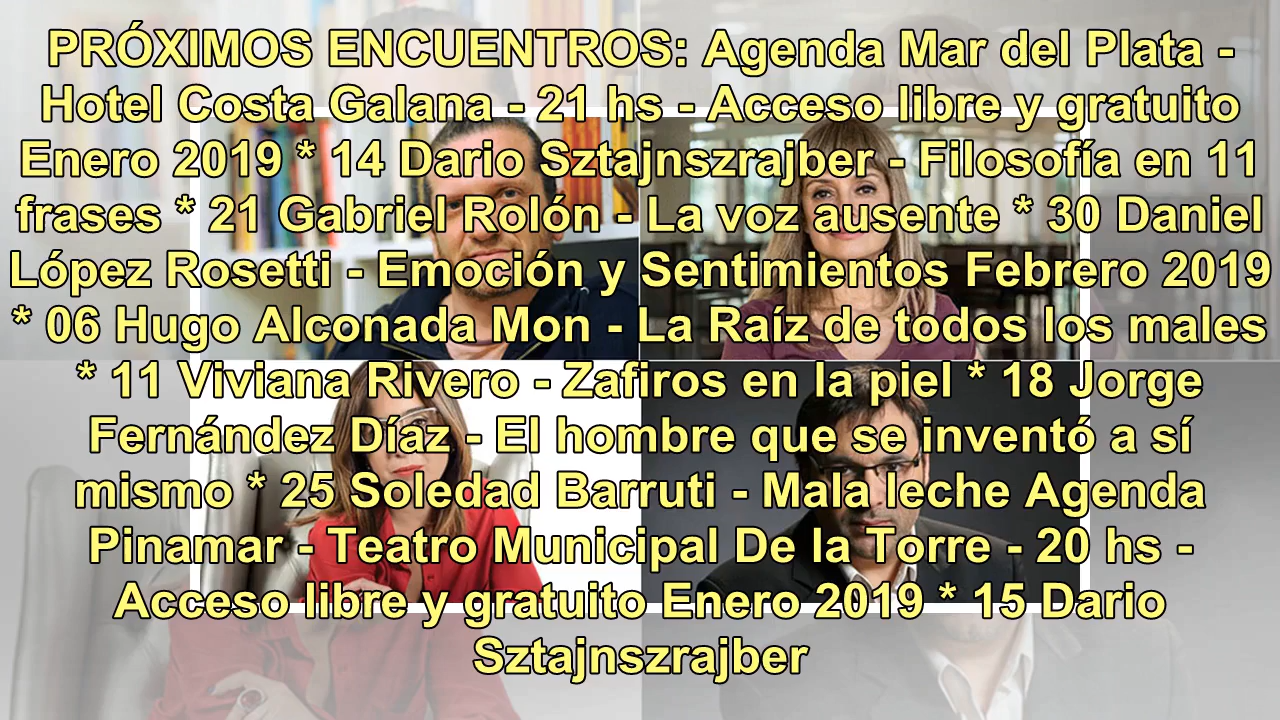 PRÓXIMOS ENCUENTROS: Agenda Mar del Plata -
Hotel Costa Galana - 21 hs - Acceso libre y gratuito
Enero 2019 * 14 Dario Sztajnszrajber - Filosofía en 11
frases * 21 Gabriel Rolón - La voz ausente * 30 Daniel
López Rosetti - Emoción y Sentimientos Febrero 2019
* 06 Hugo Alconada Mon - La Raíz de todos los males
* 11 Viviana Rivero - Zafiros en la piel * 18 Jorge
Fernández Díaz - El hombre que se inventó a sí
mismo * 25 Soledad Barruti - Mala leche Agenda
Pinamar - Teatro Municipal De la Torre - 20 hs -
Acceso libre y gratuito Enero 2019 * 15 Dario
Sztajnszrajber